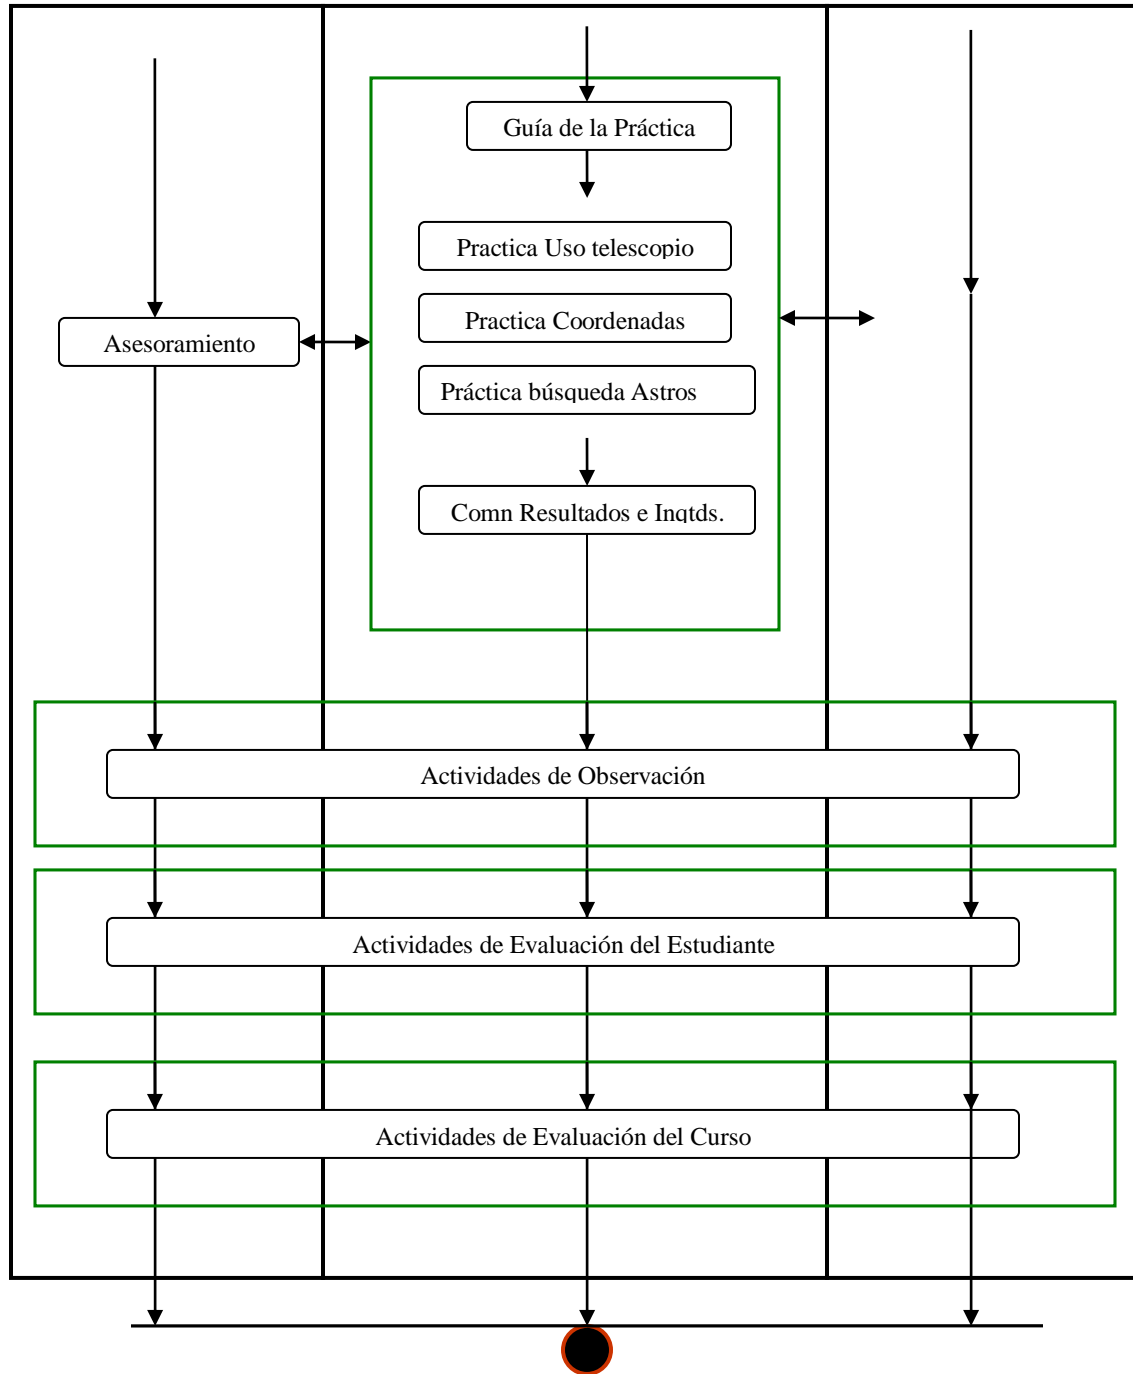 Guía de la Práctica
Practica Uso telescopio
Practica Coordenadas
Asesoramiento
Práctica búsqueda Astros
Comn Resultados e Inqtds.
Actividades de Observación
Actividades de Evaluación del Estudiante
Actividades de Evaluación del Curso